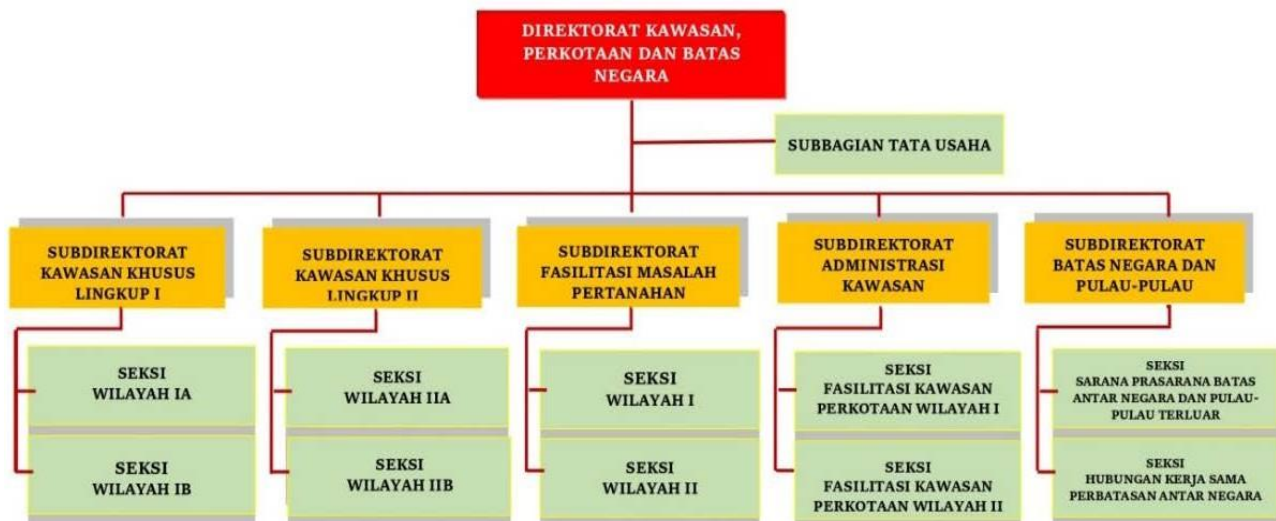 DIREKTORAT KAWASAN,
PERKOTAAN DAN BATAS
NEGARA
SUBBAGIAN TATA USAHA
SUBDIREKTORAT
KAWASAN KHUSUS
LINGKUP I
SUBDIREKTORAT
KAWASAN KHUSUS
LINGKUP II
SUBDIREKTORAT
FASILITASI MASALAH
PERTANAHAN
SUBDIREKTORAT
ADMINISTRASI
KAWASAN
SUBDIREKTORAT
BATAS NEGARA DAN
PULAU-PULAU
SEKSI
WILAYAH IA
SEKSI
WILAYAH IIA
SEKSI
WILAYAH I
SEKSI
FASILITASI KAWASAN
PERKOTAAN WILAYAH I
SEKSI
SARANA PRASARANA BATAS
ANTAR NEGARA DAN PULAU-
PULAU TERLUAR
SEKSI
WILAYAH IB
SEKSI
WILAYAH IIB
SEKSI
WILAYAH II
SEKSI
FASILITASI KAWASAN
PERKOTAAN WILAYAH II
SEKSI
HUBUNGAN KERJA SAMA
PERBATASAN ANTAR NEGARA